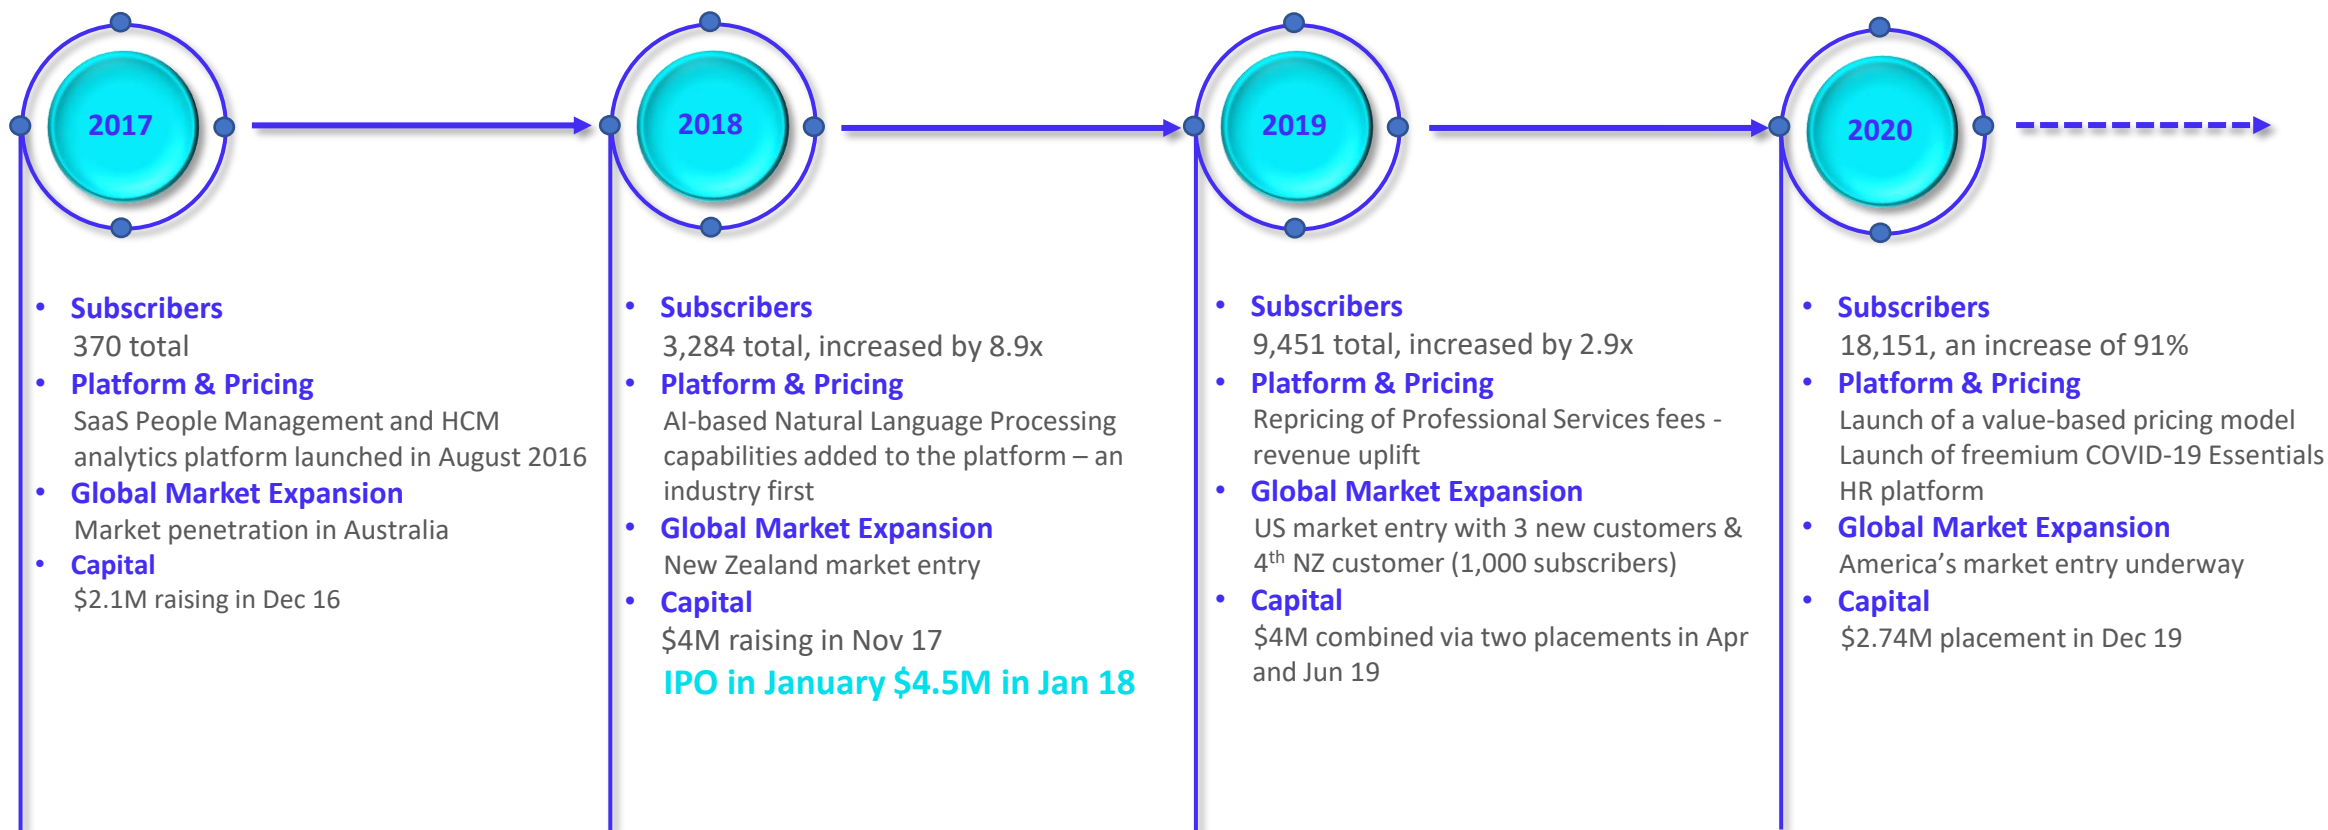 2017
• Subscribers
370 total
• Platform & Pricing
SaaS People Management and HCM
analytics platform launched in August 2016
• Global Market Expansion
Market penetration in Australia
• Capital
$2.1M raising in Dec 16
2018
• Subscribers
3,284 total, increased by 8.9x
• Platform & Pricing
AI-based Natural Language Processing
capabilities added to the platform – an
industry first
• Global Market Expansion
New Zealand market entry
• Capital
$4M raising in Nov 17
IPO in January $4.5M in Jan 18
2019
• Subscribers
9,451 total, increased by 2.9x
• Platform & Pricing
Repricing of Professional Services fees -
revenue uplift
• Global Market Expansion
US market entry with 3 new customers &
4th NZ customer (1,000 subscribers)
• Capital
$4M combined via two placements in Apr
and Jun 19
2020
• Subscribers
18,151, an increase of 91%
• Platform & Pricing
Launch of a value-based pricing model
Launch of freemium COVID-19 Essentials
HR platform
• Global Market Expansion
America’s market entry underway
• Capital
$2.74M placement in Dec 19